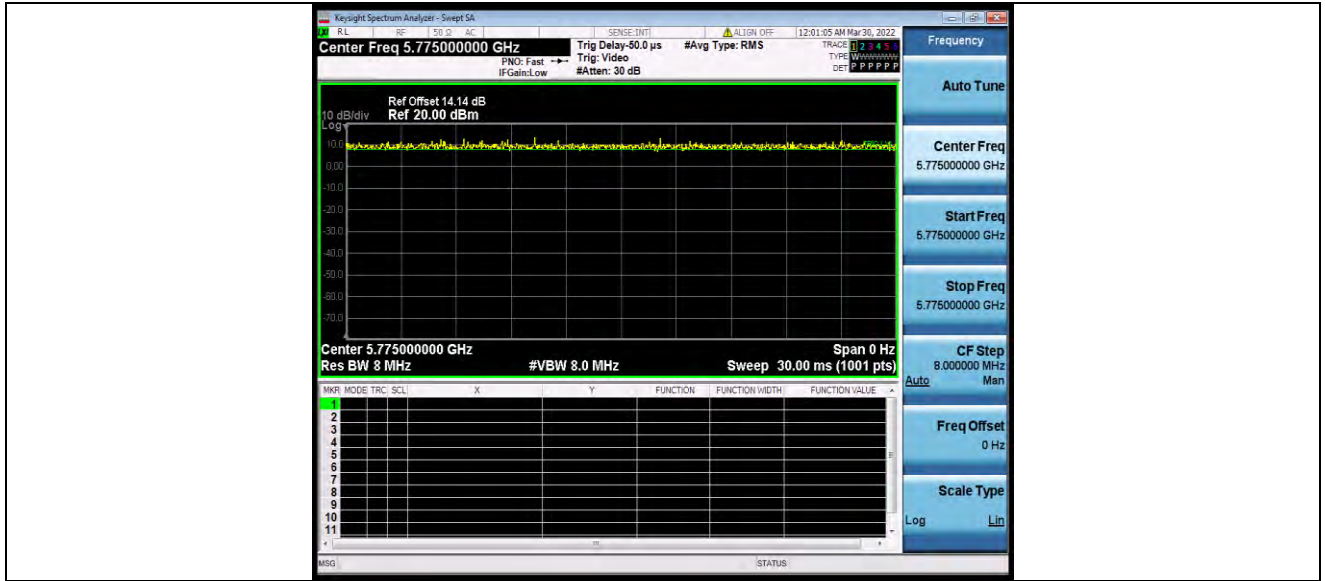 Keysight Spectrum Analyzer - Swept SA
RL RF 50 Ω AC SENSE:INT ALIGN OFF 12:01:05 AM Mar 30, 2022
Center Freq 5.775000000 GHz
PNO: Fast
IFGain:Low
Trig Delay-50.0 µs
Trig: Video
#Atten: 30 dB
#Avg Type: RMS
TRACE 1 2 3 4 5 6
TYPE WWWWWW
DET P P P P P P
Ref Offset 14.14 dB
10 dB/div Ref 20.00 dBm
Log
10.0
0.00
-10.0
-20.0
-30.0
-40.0
-50.0
-60.0
-70.0
Center 5.775000000 GHz Span 0 Hz
Res BW 8 MHz #VBW 8.0 MHz Sweep 30.00 ms (1001 pts)
MKR MODE TRC SCL X Y FUNCTION FUNCTION WIDTH FUNCTION VALUE
1
2
3
4
5
6
7
8
9
10
11
MSG STATUS
Frequency
Auto Tune
Center Freq
5.775000000 GHz
Start Freq
5.775000000 GHz
Stop Freq
5.775000000 GHz
CF Step
8.000000 MHz
Auto Man
Freq Offset
0 Hz
Scale Type
Log Lin